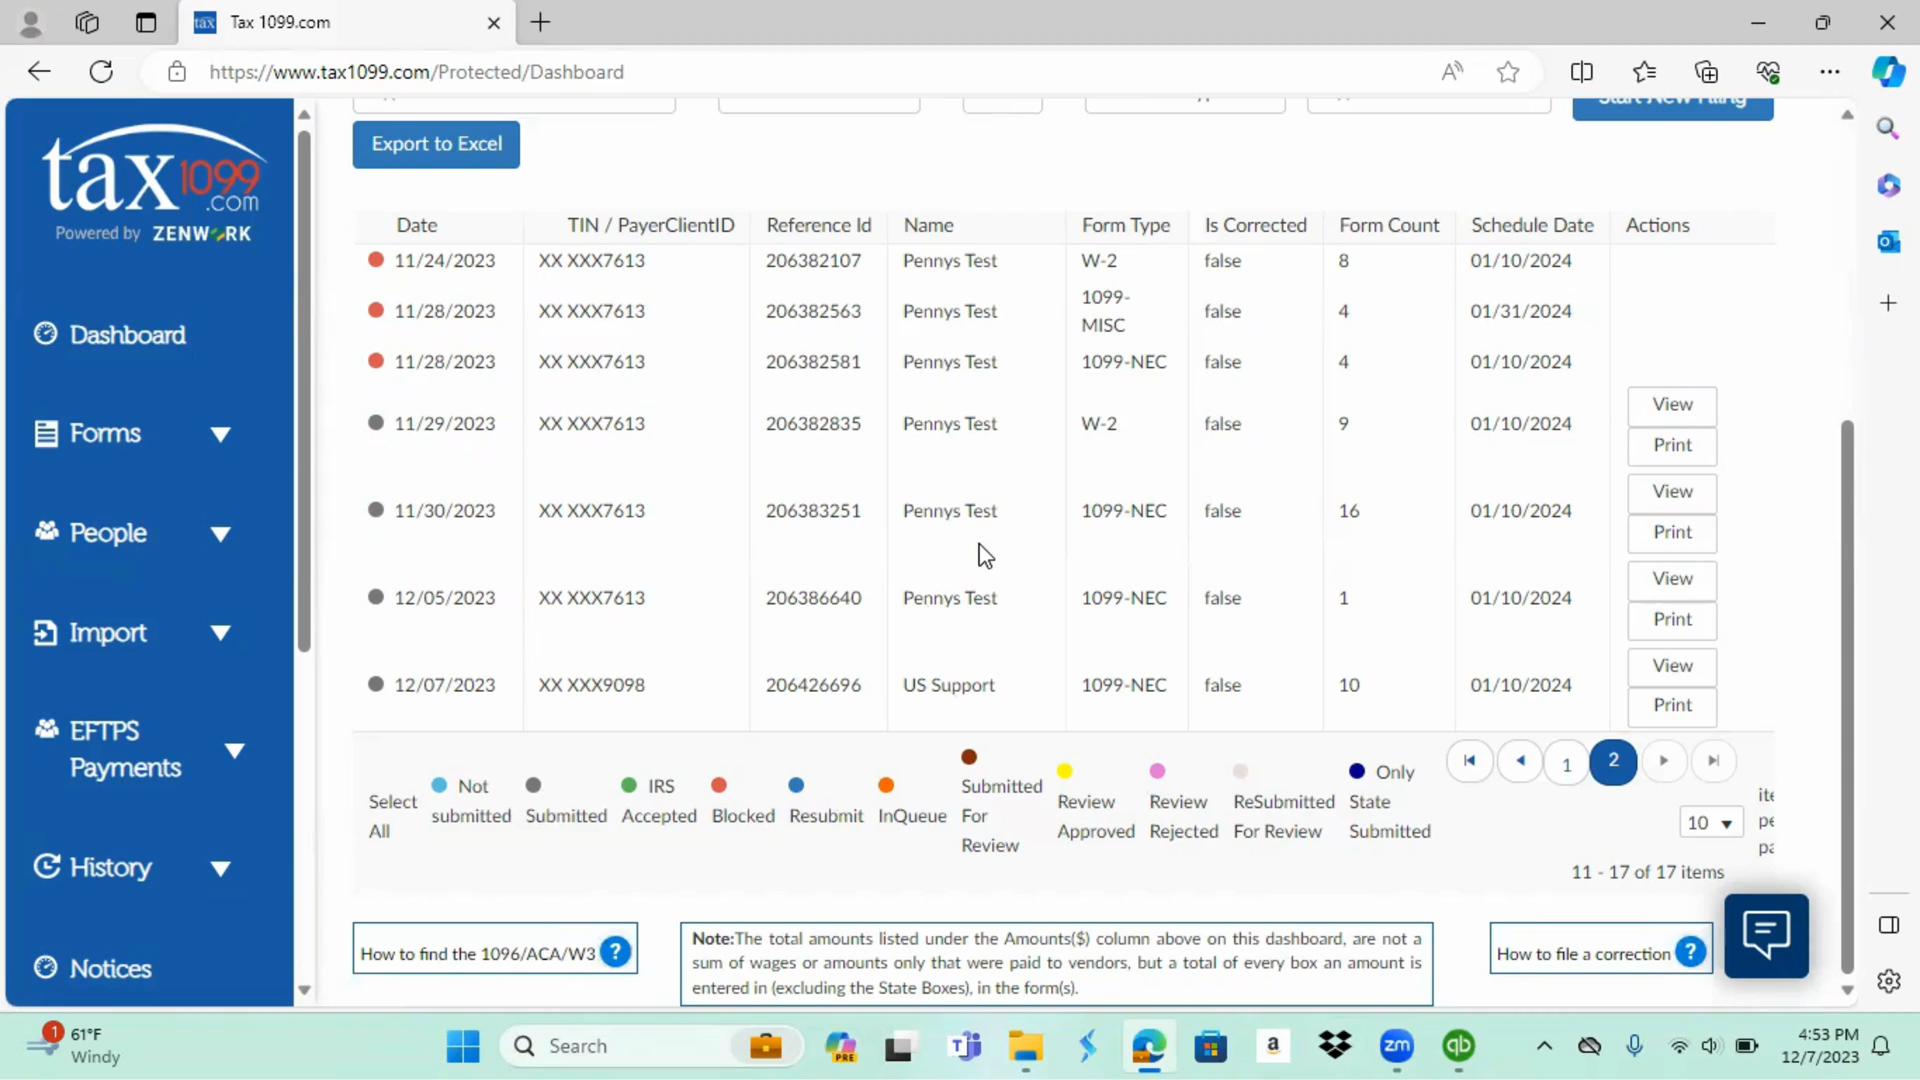 Tax 1099.com
https://www.tax1099.com/Protected/Dashboard
tax1099.com
Powered by ZENWORK
Dashboard
Forms
People
Import
EFTPS
Payments
History
Notices
Start New Filing
Export to Excel
Date TIN / PayerClientID Reference Id Name Form Type Is Corrected Form Count Schedule Date Actions
11/24/2023 XX XXX7613 206382107 Pennys Test W-2 false 8 01/10/2024
11/28/2023 XX XXX7613 206382563 Pennys Test 1099-
MISC false 4 01/31/2024
11/28/2023 XX XXX7613 206382581 Pennys Test 1099-NEC false 4 01/10/2024
11/29/2023 XX XXX7613 206382835 Pennys Test W-2 false 9 01/10/2024 View
Print
11/30/2023 XX XXX7613 206383251 Pennys Test 1099-NEC false 16 01/10/2024 View
Print
12/05/2023 XX XXX7613 206386640 Pennys Test 1099-NEC false 1 01/10/2024 View
Print
12/07/2023 XX XXX9098 206426696 US Support 1099-NEC false 10 01/10/2024 View
Print
Select
All
Not
submitted
Submitted
IRS
Accepted
Blocked
Resubmit
InQueue
Submitted
For
Review
Review
Approved
Review
Rejected
ReSubmitted
For Review
Only
State
Submitted
1 2
10
11 - 17 of 17 items
How to find the 1096/ACA/W3 ?
Note:The total amounts listed under the Amounts($) column above on this dashboard, are not a
sum of wages or amounts only that were paid to vendors, but a total of every box an amount is
entered in (excluding the State Boxes), in the form(s).
How to file a correction ?
1
61°F
Windy
Search
PRE
zm
qb
4:53 PM
12/7/2023